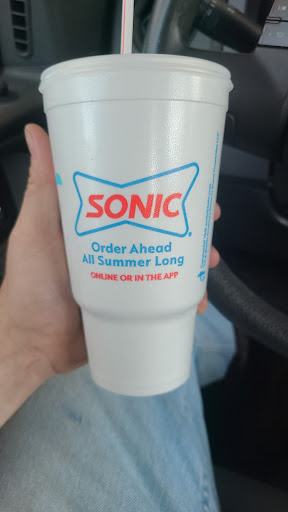 SONIC
Order Ahead
All Summer Long
ONLINE OR IN THE APP